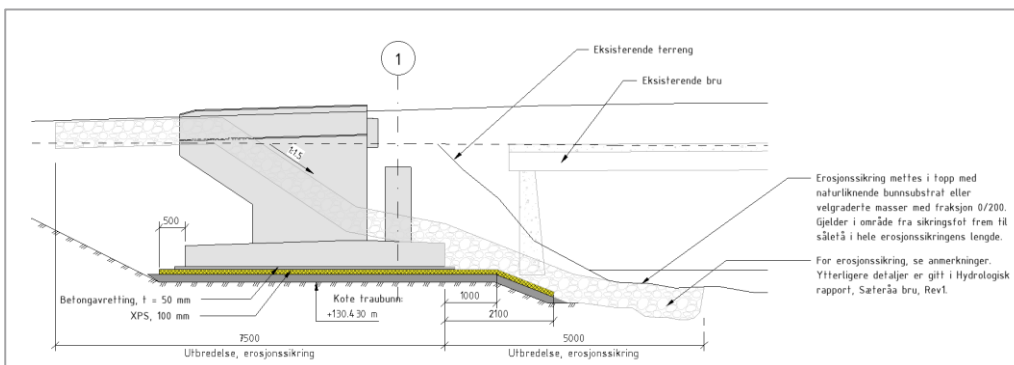 1
Eksisterende terreng
Eksisterende bru
1:1.5
Erosjonssikring mettes i topp med
naturliknende bunnsubstrat eller
velgraderte masser med fraksjon 0/200.
Gjelder i område fra sikringsfot frem til
såletå i hele erosjonssikringens lengde.
500
For erosjonssikring, se anmerkninger.
Ytterligere detaljer er gitt i Hydrologisk
rapport, Sæteråa bru, Rev1.
Betongavretting, t = 50 mm
XPS, 100 mm
Kote traubunn:
+130.430 m
1000
2100
7500
Utbredelse, erosjonssikring
5000
Utbredelse, erosjonssikring